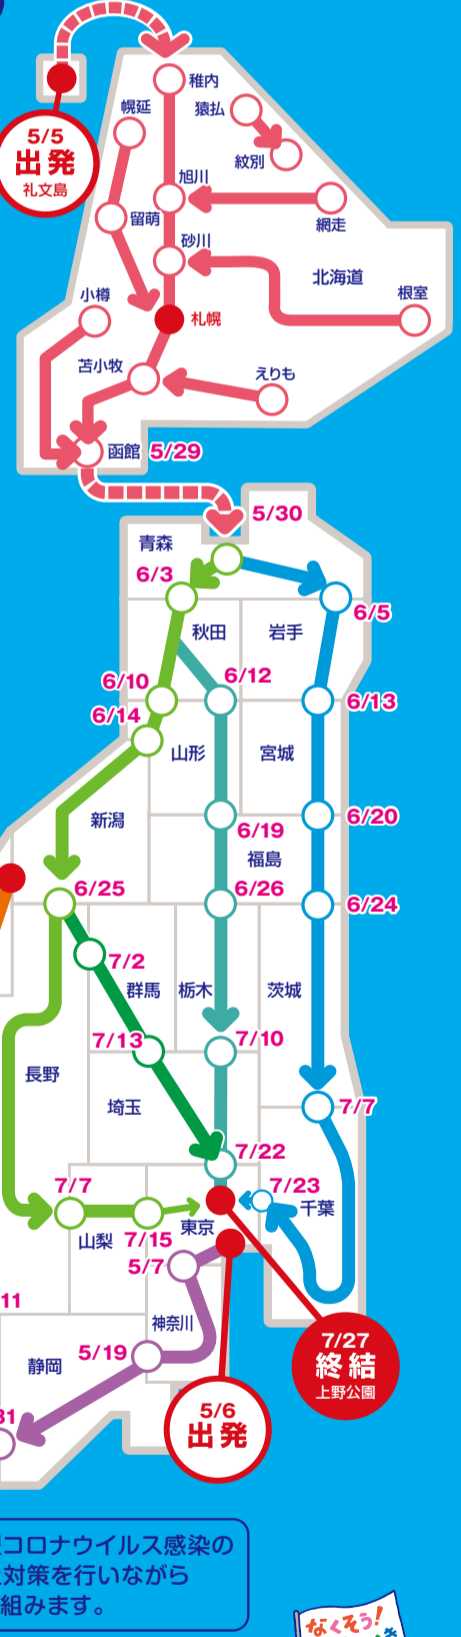 5/5
出発
礼文島
稚内
猿払
幌延
紋別
旭川
網走
留萌
砂川
北海道
小樽
根室
札幌
苫小牧
えりも
函館 5/29
5/30
青森
6/3
6/5
秋田
岩手
6/10
6/12
6/13
6/14
山形
宮城
新潟
6/19
6/20
福島
6/25
6/26
6/24
7/2
群馬
栃木
茨城
7/13
7/10
長野
埼玉
7/7
7/22
7/7
7/23
千葉
東京
山梨
7/15
5/7
11
神奈川
7/27
終結
上野公園
静岡
5/19
5/6
出発
31
コロナウイルス感染の
対策を行いながら
組みます。
なくそう!